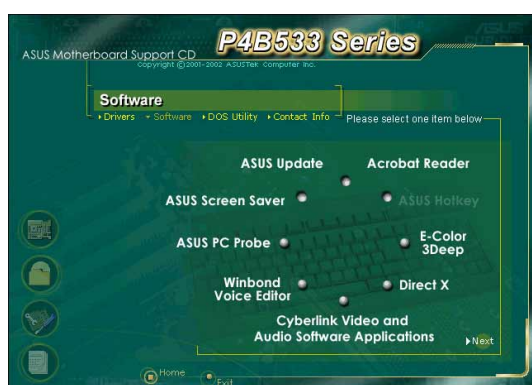 P4B533 Series
ASUS Motherboard Support CD
Copyright (C)2001-2002 ASUSTek Computer Inc.
Software
Drivers Software DOS Utility Contact Info
Please select one item below
ASUS Update Acrobat Reader
ASUS Screen Saver ASUS Hotkey
ASUS PC Probe E-Color
3Deep
Winbond
Voice Editor
Direct X
Cyberlink Video and
Audio Software Applications
Next
Home
Exit